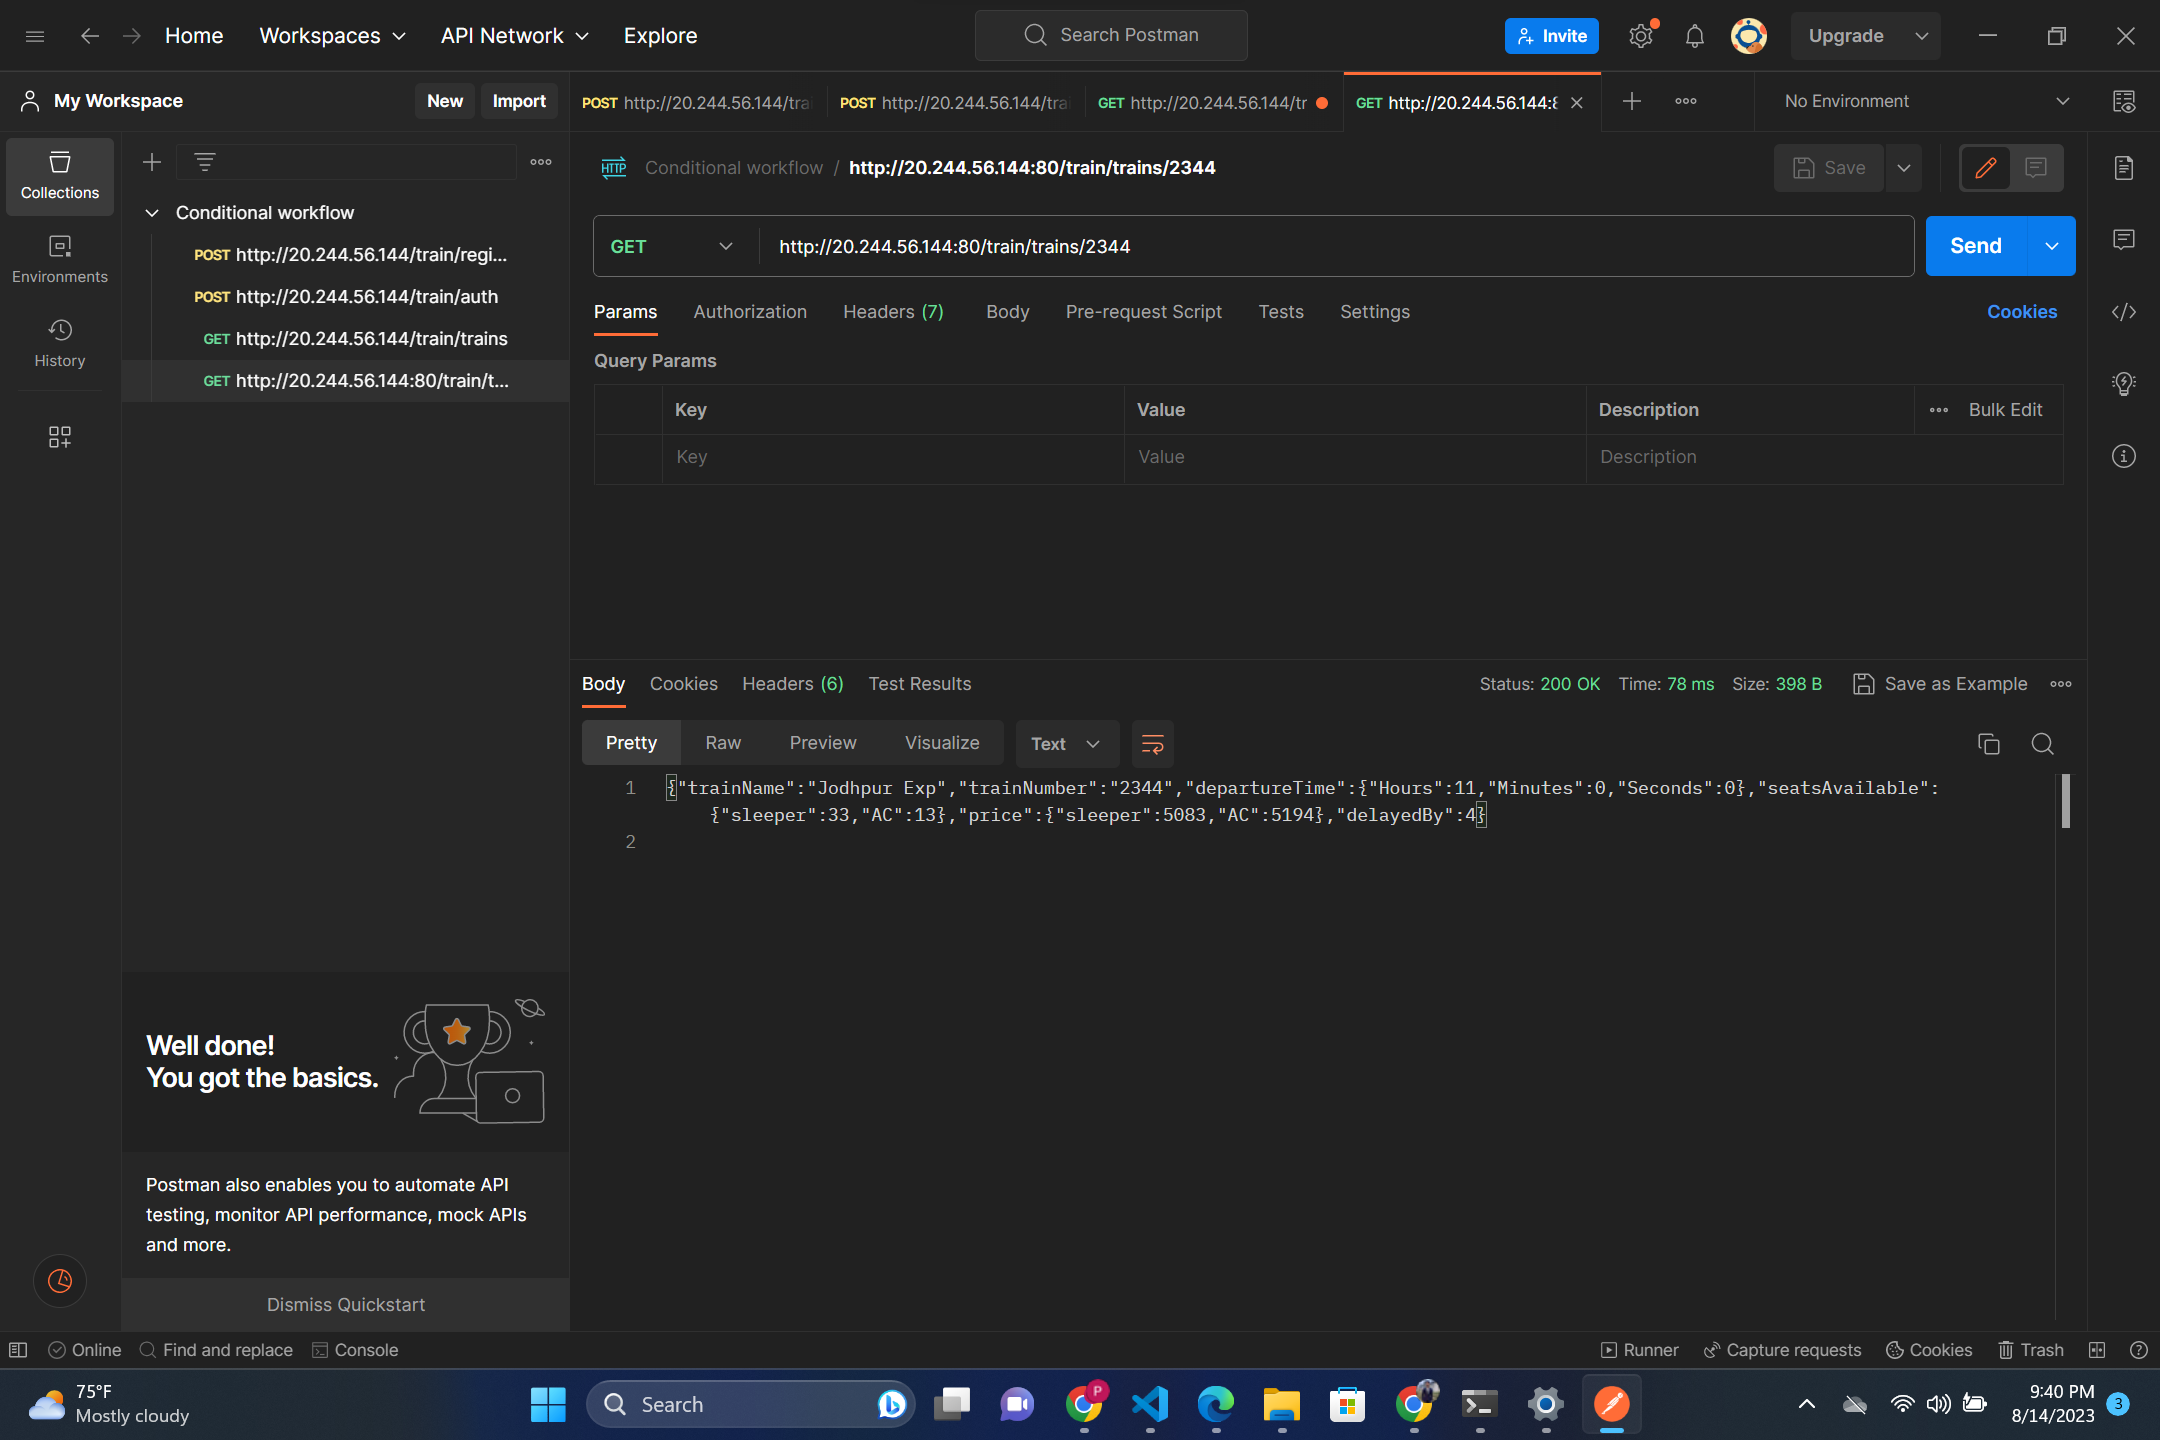 Home Workspaces API Network Explore Search Postman Invite Upgrade
My Workspace New Import POST http://20.244.56.144/trai POST http://20.244.56.144/tra GET http://20.244.56.144/tr GET http://20.244.56.144:8 No Environment
HTTP Conditional workflow / http://20.244.56.144:80/train/trains/2344 Save
Collections
Environments
History
Conditional workflow
POST http://20.244.56.144/train/regi...
POST http://20.244.56.144/train/auth
GET http://20.244.56.144/train/trains
GET http://20.244.56.144:80/train/t...
GET http://20.244.56.144:80/train/trains/2344 Send
Params Authorization Headers (7) Body Pre-request Script Tests Settings Cookies
Query Params
Key Value Description Bulk Edit
Key Value Description
Body Cookies Headers (6) Test Results Status: 200 OK Time: 78 ms Size: 398 B Save as Example
Pretty Raw Preview Visualize Text
1 {"trainName":"Jodhpur Exp","trainNumber":"2344","departureTime":{"Hours":11,"Minutes":0,"Seconds":0},"seatsAvailable":
{"sleeper":33,"AC":13},"price":{"sleeper":5083,"AC":5194},"delayedBy":4}
2
Well done!
You got the basics.
Postman also enables you to automate API
testing, monitor API performance, mock APIs
and more.
Dismiss Quickstart
Online Find and replace Console Runner Capture requests Cookies Trash
75°F
Mostly cloudy
Search
P
9:40 PM
8/14/2023
3